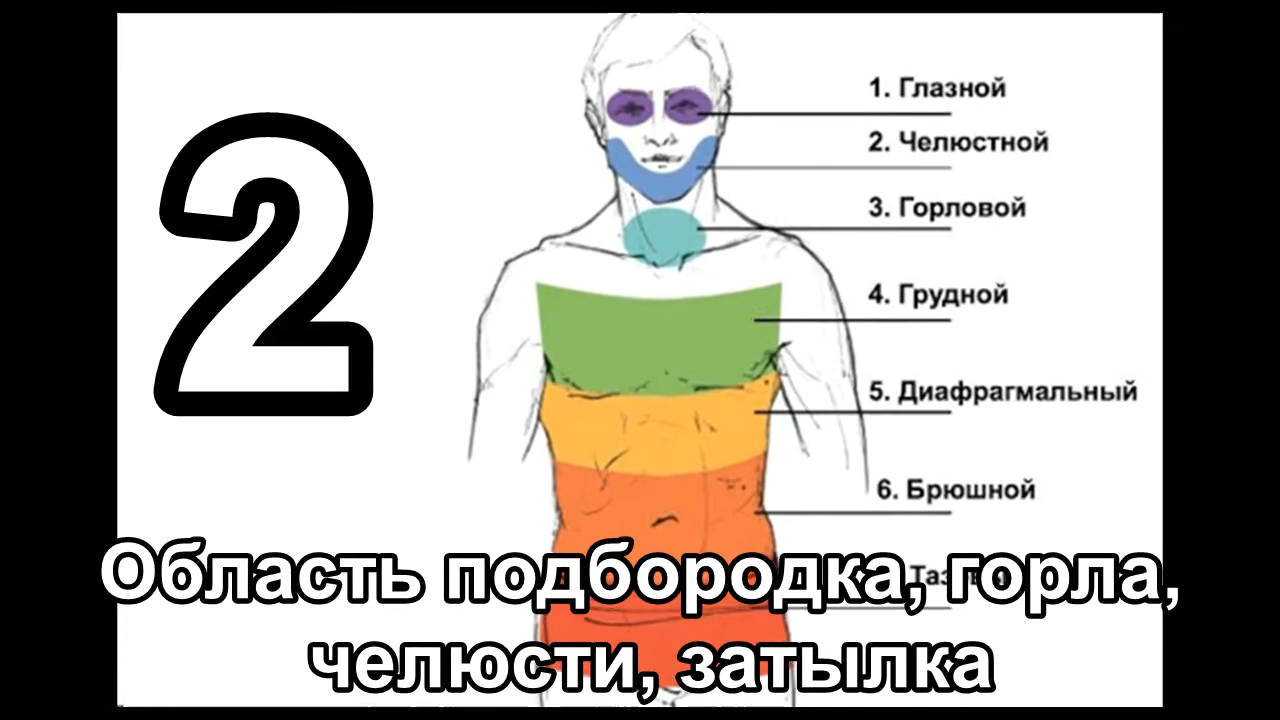 2
1. Глазной
2. Челюстной
3. Горловой
4. Грудной
5. Диафрагмальный
6. Брюшной
Область подбородка, горла,
челюсти, затылка